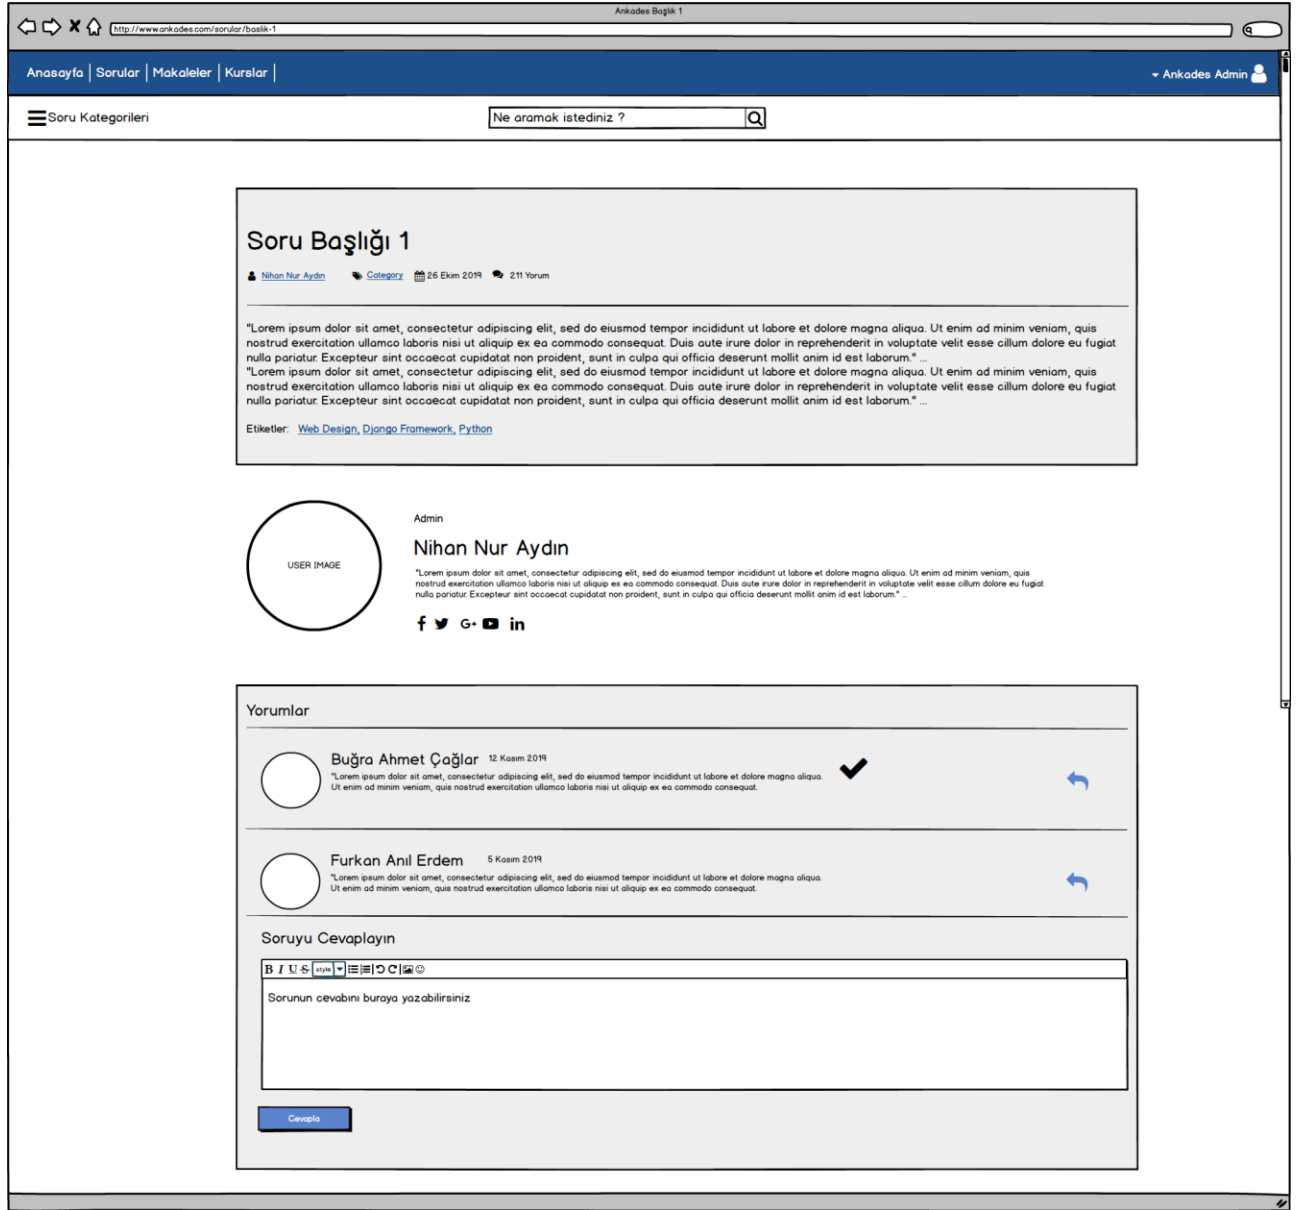 Ankades Başlık 1
http://www.ankades.com/sorular/baslik-1
Anasayfa | Sorular | Makaleler | Kurslar |
Ankades Admin
Soru Kategorileri
Ne aramak istediniz ?
Soru Başlığı 1
Nihan Nur Aydın Category 26 Ekim 2019 211 Yorum
"Lorem ipsum dolor sit amet, consectetur adipiscing elit, sed do eiusmod tempor incididunt ut labore et dolore magna aliqua. Ut enim ad minim veniam, quis
nostrud exercitation ullamco laboris nisi ut aliquip ex ea commodo consequat. Duis aute irure dolor in reprehenderit in voluptate velit esse cillum dolore eu fugiat
nulla pariatur. Excepteur sint occaecat cupidatat non proident, sunt in culpa qui officia deserunt mollit anim id est laborum." ...
"Lorem ipsum dolor sit amet, consectetur adipiscing elit, sed do eiusmod tempor incididunt ut labore et dolore magna aliqua. Ut enim ad minim veniam, quis
nostrud exercitation ullamco laboris nisi ut aliquip ex ea commodo consequat. Duis aute irure dolor in reprehenderit in voluptate velit esse cillum dolore eu fugiat
nulla pariatur. Excepteur sint occaecat cupidatat non proident, sunt in culpa qui officia deserunt mollit anim id est laborum." ...
Etiketler: Web Design, Django Framework, Python
USER IMAGE
Admin
Nihan Nur Aydın
"Lorem ipsum dolor sit amet, consectetur adipiscing elit, sed do eiusmod tempor incididunt ut labore et dolore magna aliqua. Ut enim ad minim veniam, quis
nostrud exercitation ullamco laboris nisi ut aliquip ex ea commodo consequat. Duis aute irure dolor in reprehenderit in voluptate velit esse cillum dolore eu fugiat
nulla pariatur. Excepteur sint occaecat cupidatat non proident, sunt in culpa qui officia deserunt mollit anim id est laborum." ...
f G+ in
Yorumlar
Buğra Ahmet Çağlar 12 Kasım 2019
"Lorem ipsum dolor sit amet, consectetur adipiscing elit, sed do eiusmod tempor incididunt ut labore et dolore magna aliqua.
Ut enim ad minim veniam, quis nostrud exercitation ullamco laboris nisi ut aliquip ex ea commodo consequat.
Furkan Anıl Erdem 5 Kasım 2019
"Lorem ipsum dolor sit amet, consectetur adipiscing elit, sed do eiusmod tempor incididunt ut labore et dolore magna aliqua.
Ut enim ad minim veniam, quis nostrud exercitation ullamco laboris nisi ut aliquip ex ea commodo consequat.
Soruyu Cevaplayın
B I U S style
Sorunun cevabını buraya yazabilirsiniz
Cevapla